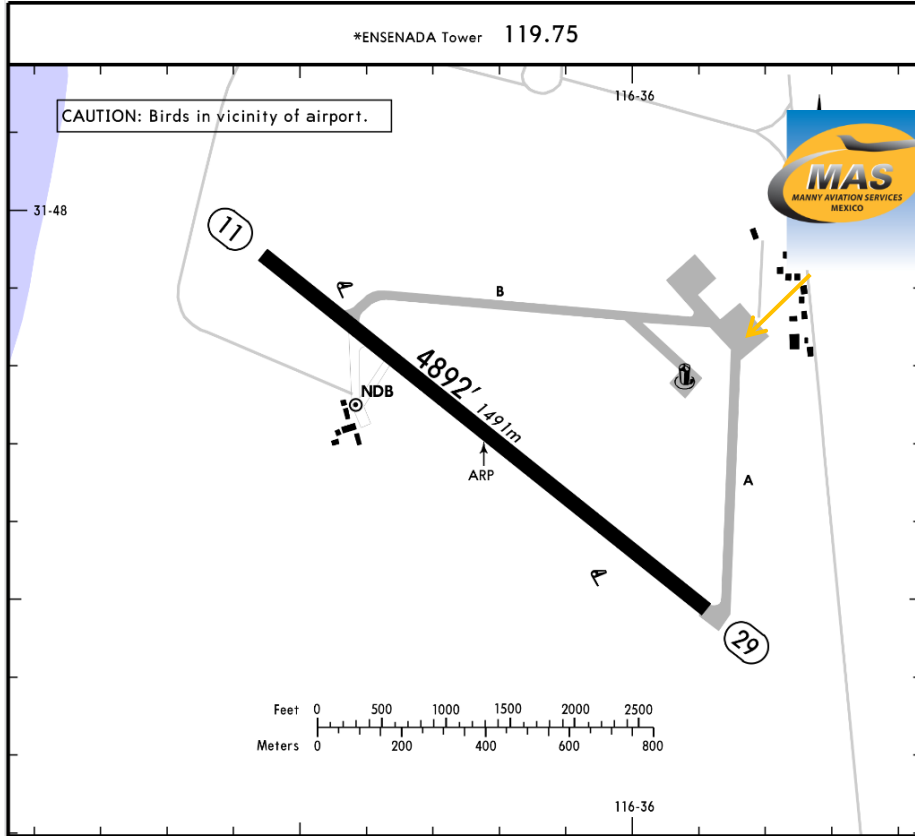 *ENSENADA Tower 119.75
116-36
CAUTION: Birds in vicinity of airport.
MAS
MANNY AVIATION SERVICES
MEXICO
31-48
11
B
4892'
1491m
NDB
ARP
A
29
Feet 0 500 1000 1500 2000 2500
Meters 0 200 400 600 800
116-36